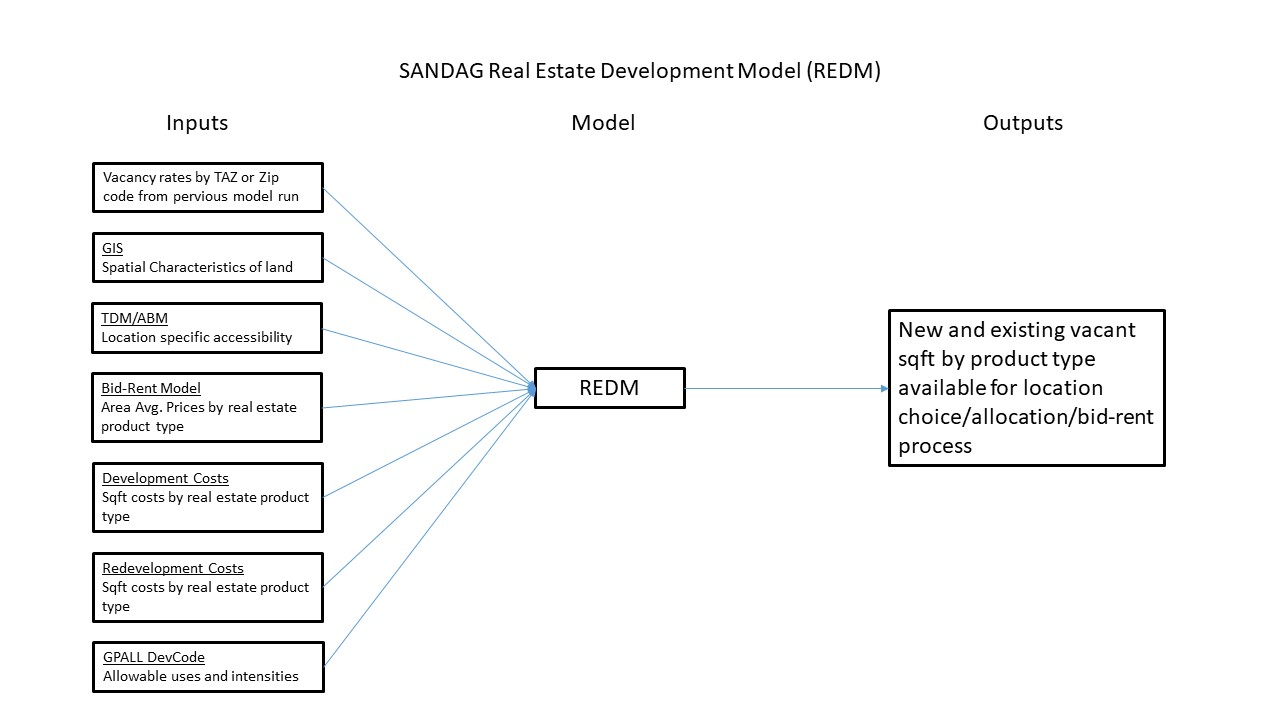 SANDAG Real Estate Development Model (REDM)
Inputs
Model
Outputs
Vacancy rates by TAZ or Zip
code from pervious model run
GIS
Spatial Characteristics of land
TDM/ABM
Location specific accessibility
Bid-Rent Model
Area Avg. Prices by real estate
product type
Development Costs
Sqft costs by real estate product
type
Redevelopment Costs
Sqft costs by real estate product
type
GPALL DevCode
Allowable uses and intensities
REDM
New and existing vacant
sqft by product type
available for location
choice/allocation/bid-rent
process